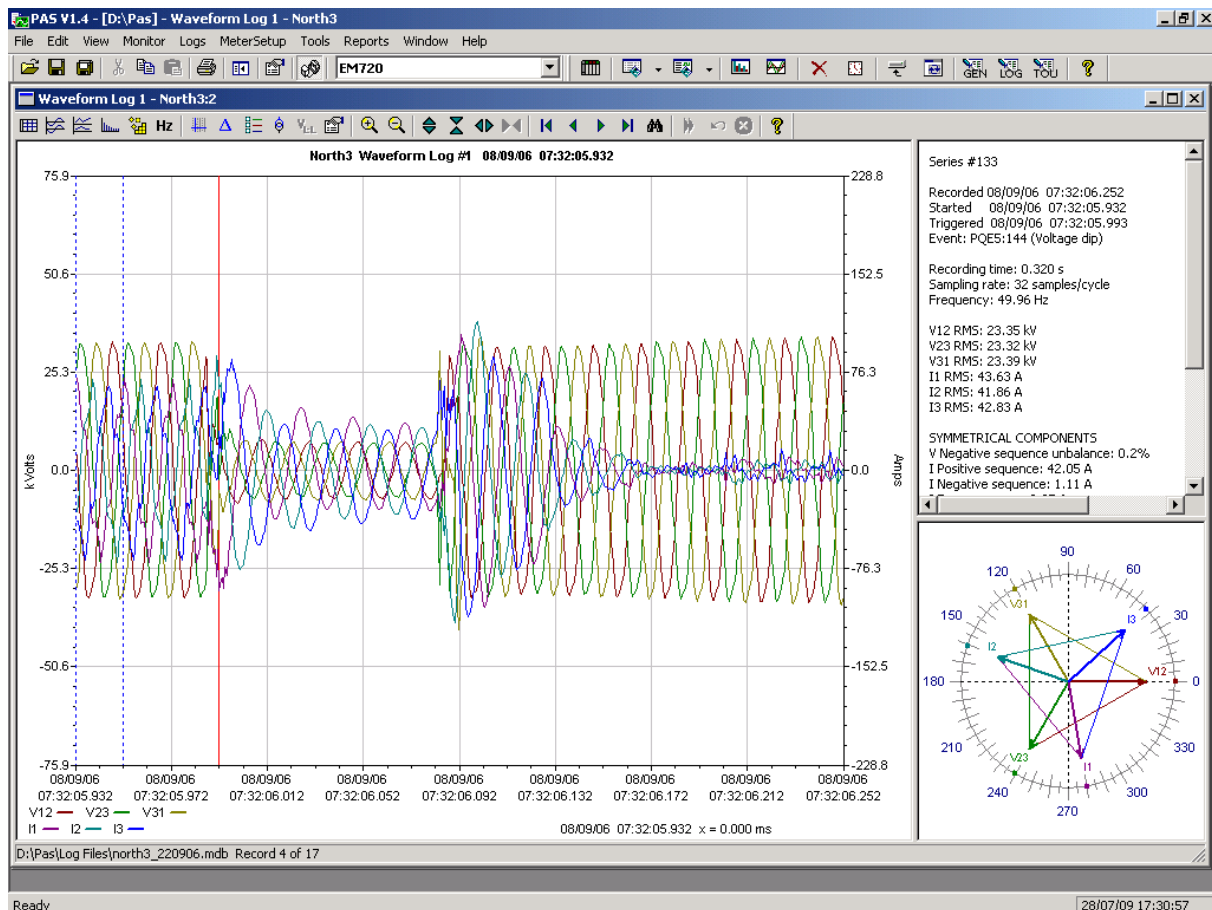 PAS V1.4 - [D:\Pas] - Waveform Log 1 - North3
File Edit View Monitor Logs MeterSetup Tools Reports Window Help
EM720
GEN LOG TOU
Waveform Log 1 - North3:2
Hz
V L-L
North3 Waveform Log #1 08/09/06 07:32:05.932
75.9
50.6
25.3
0.0
-25.3
-50.6
-75.9
kVolts
228.8
152.5
76.3
0.0
-76.3
-152.5
-228.8
Amps
08/09/06 08/09/06 08/09/06 08/09/06 08/09/06 08/09/06 08/09/06 08/09/06 08/09/06
07:32:05.932 07:32:05.972 07:32:06.012 07:32:06.052 07:32:06.092 07:32:06.132 07:32:06.172 07:32:06.212 07:32:06.252
V12 V23 V31
I1 I2 I3
08/09/06 07:32:05.932 x = 0.000 ms
Series #133
Recorded 08/09/06 07:32:06.252
Started 08/09/06 07:32:05.932
Triggered 08/09/06 07:32:05.993
Event: PQE5:144 (Voltage dip)
Recording time: 0.320 s
Sampling rate: 32 samples/cycle
Frequency: 49.96 Hz
V12 RMS: 23.35 kV
V23 RMS: 23.32 kV
V31 RMS: 23.39 kV
I1 RMS: 43.63 A
I2 RMS: 41.86 A
I3 RMS: 42.83 A
SYMMETRICAL COMPONENTS
V Negative sequence unbalance: 0.2%
I Positive sequence: 42.05 A
I Negative sequence: 1.11 A
90
120
60
150
30
180
0
210
330
240
300
270
V31
I3
I2
V12
V23
I1
D:\Pas\Log Files\north3_220906.mdb Record 4 of 17
Ready
28/07/09 17:30:57